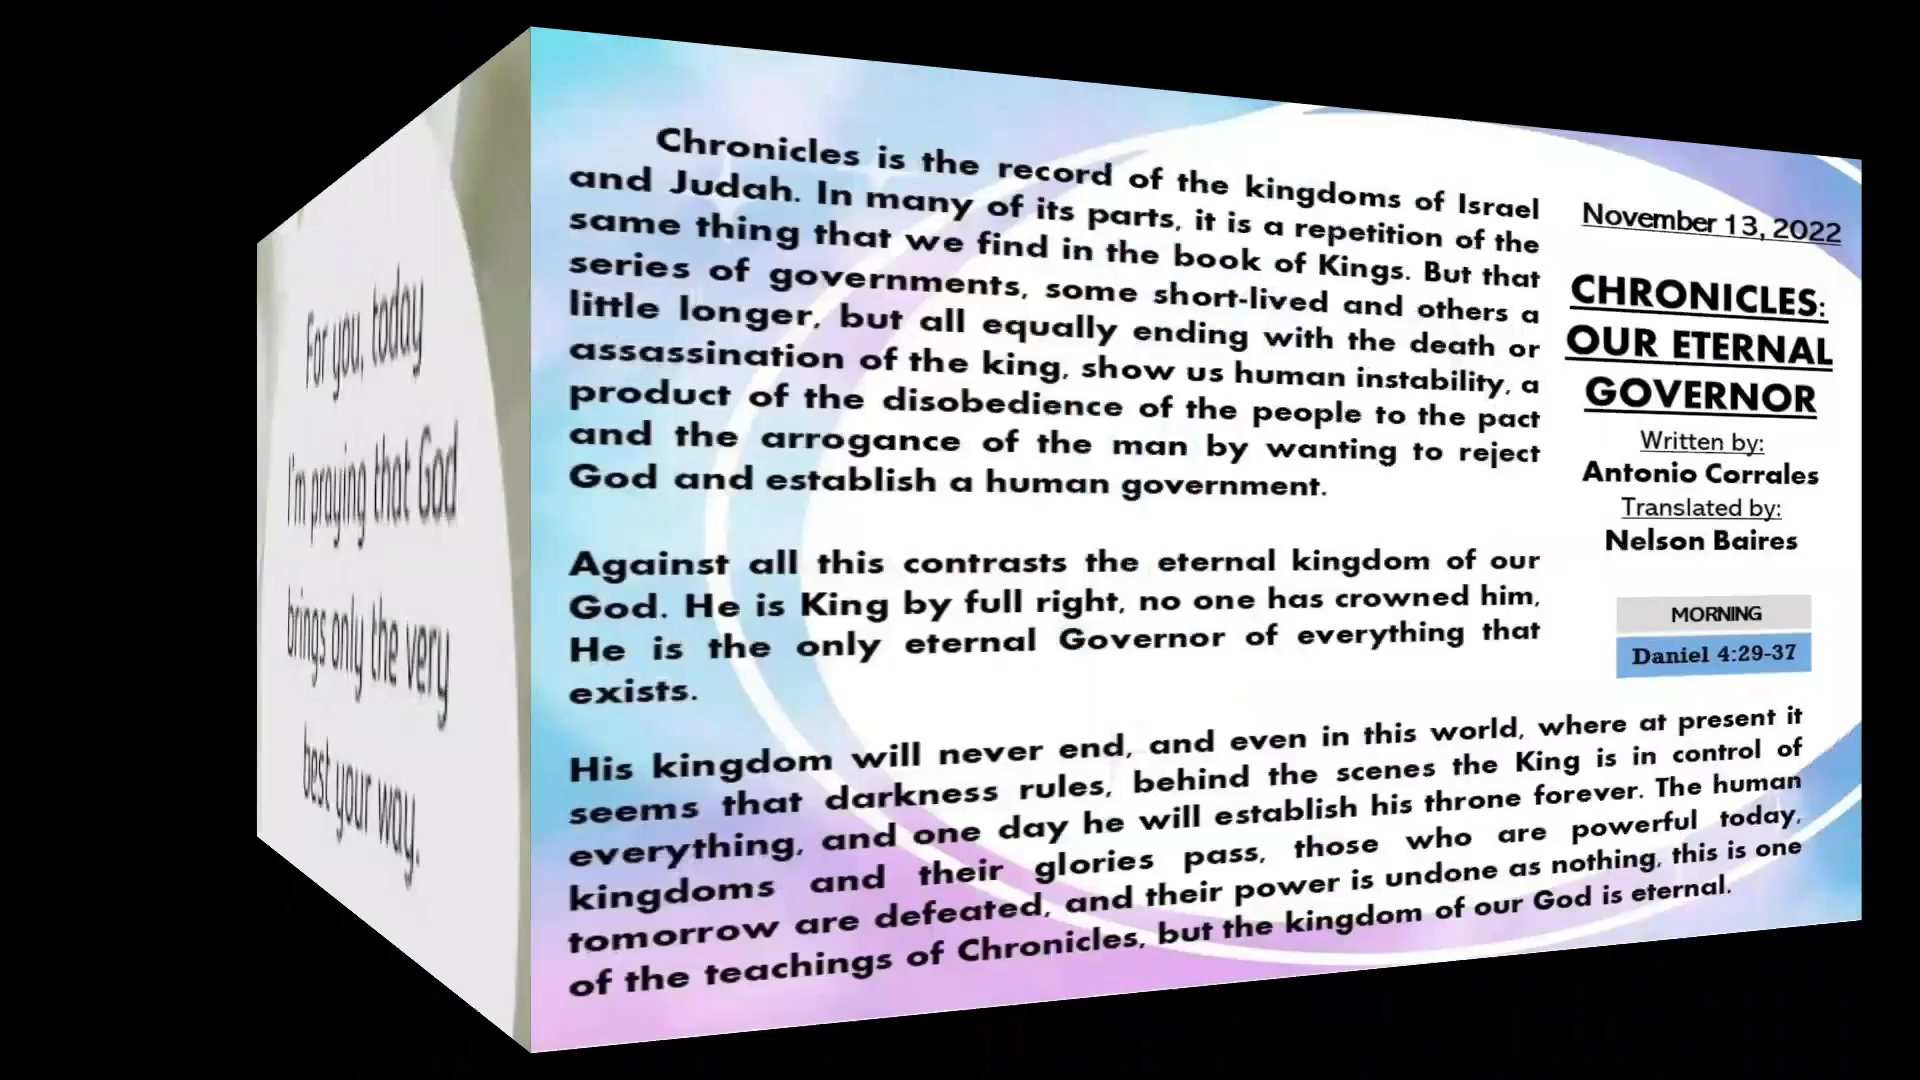 For you, today
I'm praying that God
brings only the very
best your way.
Chronicles is the record of the kingdoms of Israel
and Judah. In many of its parts, it is a repetition of the
same thing that we find in the book of Kings. But that
series of governments, some short-lived and others a
little longer, but all equally ending with the death or
assassination of the king, show us human instability, a
product of the disobedience of the people to the pact
and the arrogance of the man by wanting to reject
God and establish a human government.
Against all this contrasts the eternal kingdom of our
God. He is King by full right, no one has crowned him,
He is the only eternal Governor of everything that
exists.
His kingdom will never end, and even in this world, where at present it
seems that darkness rules, behind the scenes the King is in control of
everything, and one day he will establish his throne forever. The human
kingdoms and their glories pass, those who are powerful today,
tomorrow are defeated, and their power is undone as nothing, this is one
of the teachings of Chronicles, but the kingdom of our God is eternal.
November 13, 2022
CHRONICLES:
OUR ETERNAL
GOVERNOR
Written by:
Antonio Corrales
Translated by:
Nelson Baires
MORNING
Daniel 4:29-37